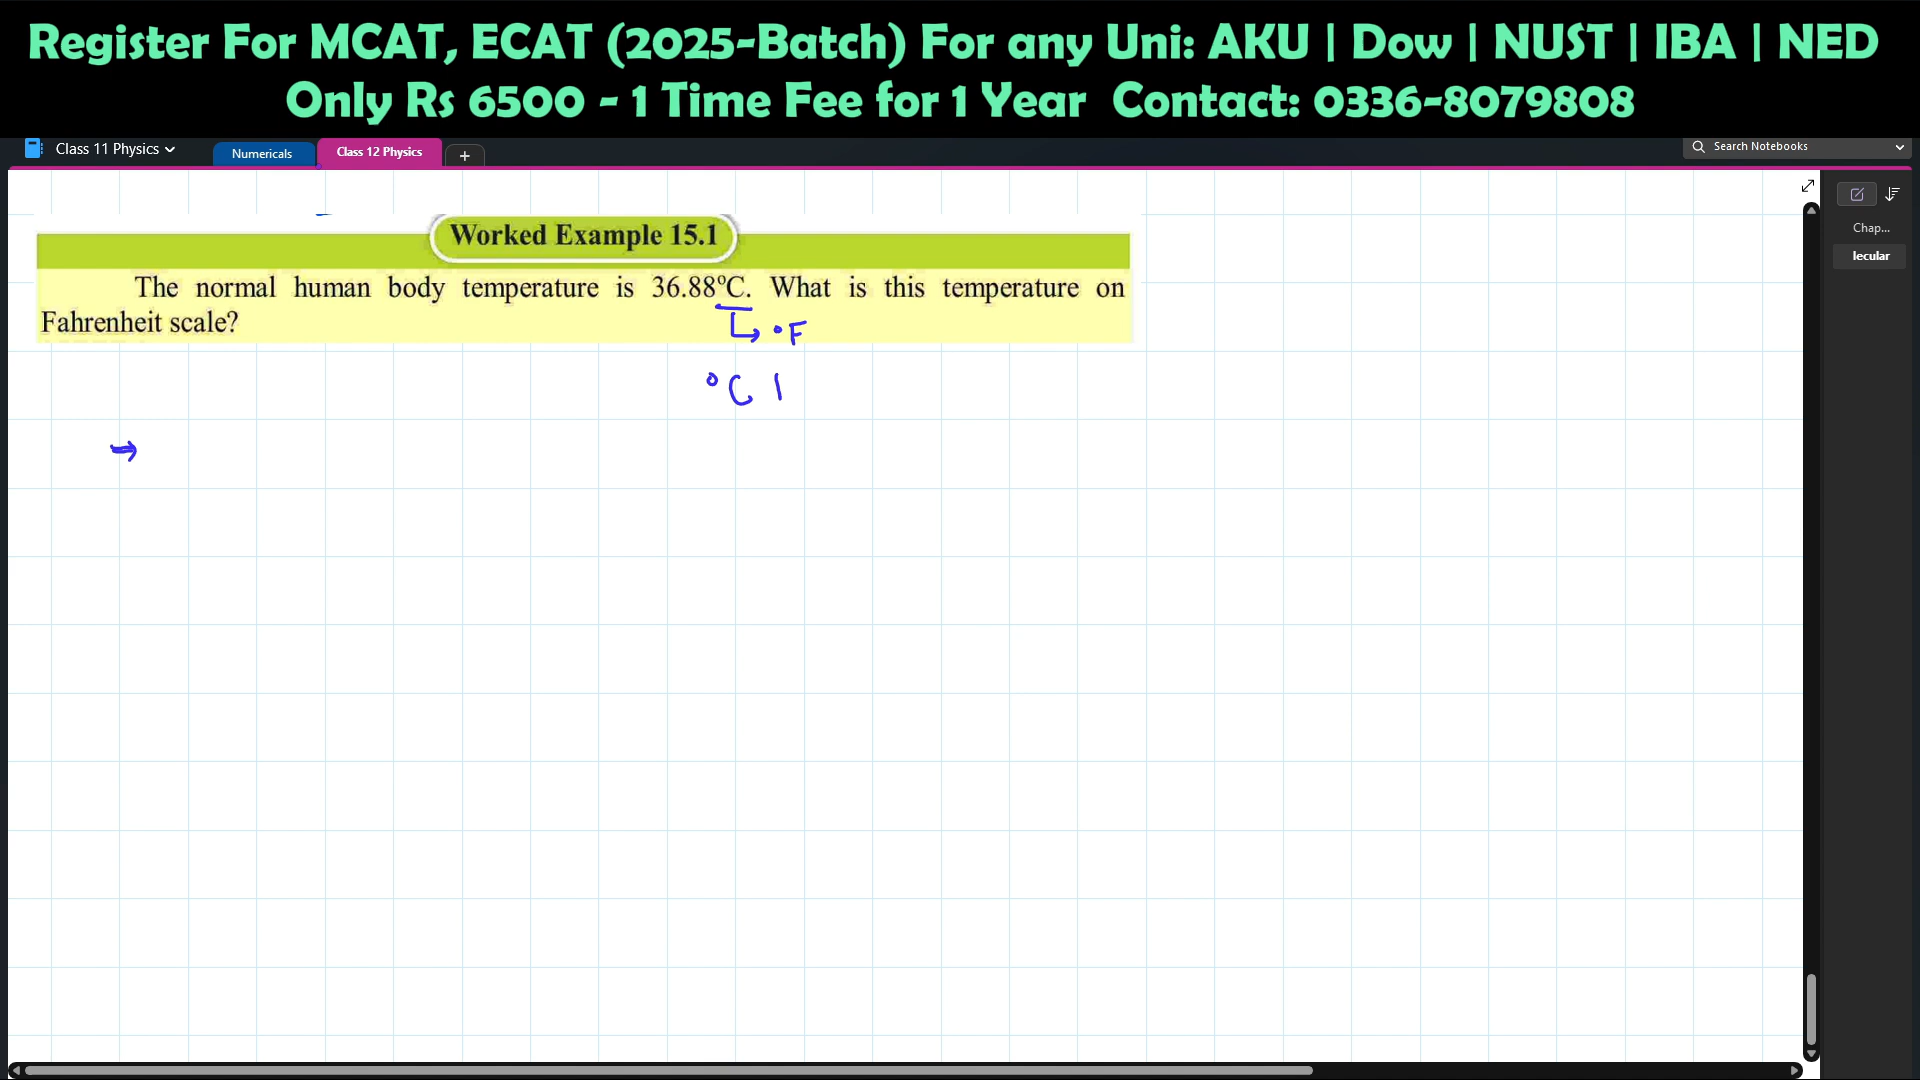 Register For MCAT, ECAT (2025-Batch) For any Uni: AKU | Dow | NUST | IBA | NED
Only Rs 6500 - 1 Time Fee for 1 Year Contact: 0336-8079808
Class 11 Physics
Numericals
Class 12 Physics
+
Search Notebooks
Chap...
lecular
Worked Example 15.1
The normal human body temperature is 36.88°C. What is this temperature on
Fahrenheit scale?
↳ °F
°C |
→